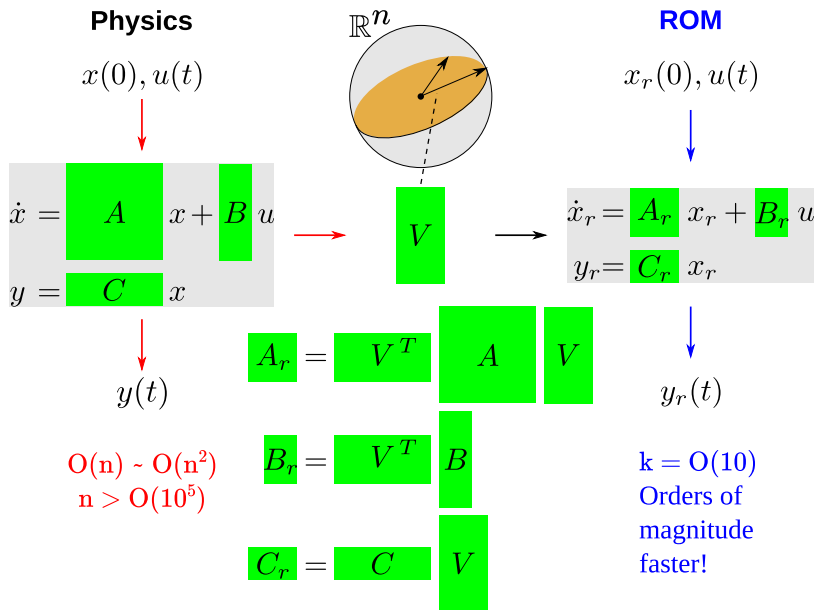 Physics
x(0), u(t)
ẋ = A x + B u
y = C x
y(t)
O(n) ~ O(n²)
n > O(10⁵)
ℝⁿ
V
A_r = V^T A V
B_r = V^T B
C_r = C V
ROM
x_r(0), u(t)
ẋ_r = A_r x_r + B_r u
y_r = C_r x_r
y_r(t)
k = O(10)
Orders of
magnitude
faster!